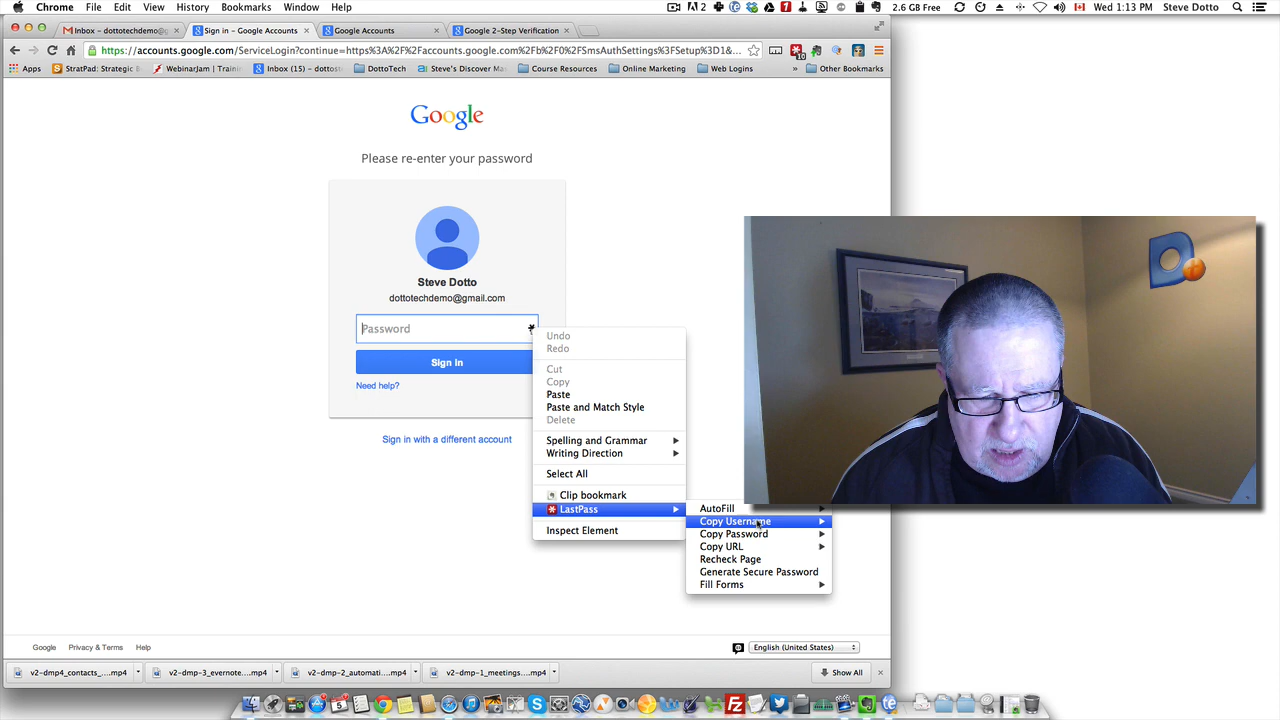 Chrome File Edit View History Bookmarks Window Help 2 1 2.6 GB Free Wed 1:13 PM Steve Dotto
Inbox - dottotechdemo@g Sign in – Google Accounts Google Accounts Google 2-Step Verification
https://accounts.google.com/ServiceLogin?continue=https%3A%2F%2Faccounts.google.com%2Fb%2F0%2FSmsAuthSettings%3FSetup%3D1&... 10
Apps StratPad: Strategic B WebinarJam | Traini Inbox (15) – dottost DottoTech Steve's Discover Ma Course Resources Online Marketing Web Logins » Other Bookmarks
Google
Please re-enter your password
Steve Dotto
dottotechdemo@gmail.com
Password
Sign in
Need help?
Sign in with a different account
Undo
Redo
Cut
Copy
Paste
Paste and Match Style
Delete
Spelling and Grammar
Writing Direction
Select All
Clip bookmark
LastPass
Inspect Element
AutoFill
Copy Username
Copy Password
Copy URL
Recheck Page
Generate Secure Password
Fill Forms
Google Privacy & Terms Help English (United States)
v2-dmp4_contacts_....mp4 v2-dmp-3_evernote....mp4 v2-dmp-2_automati....mp4 v2-dmp-1_meetings....mp4 Show All